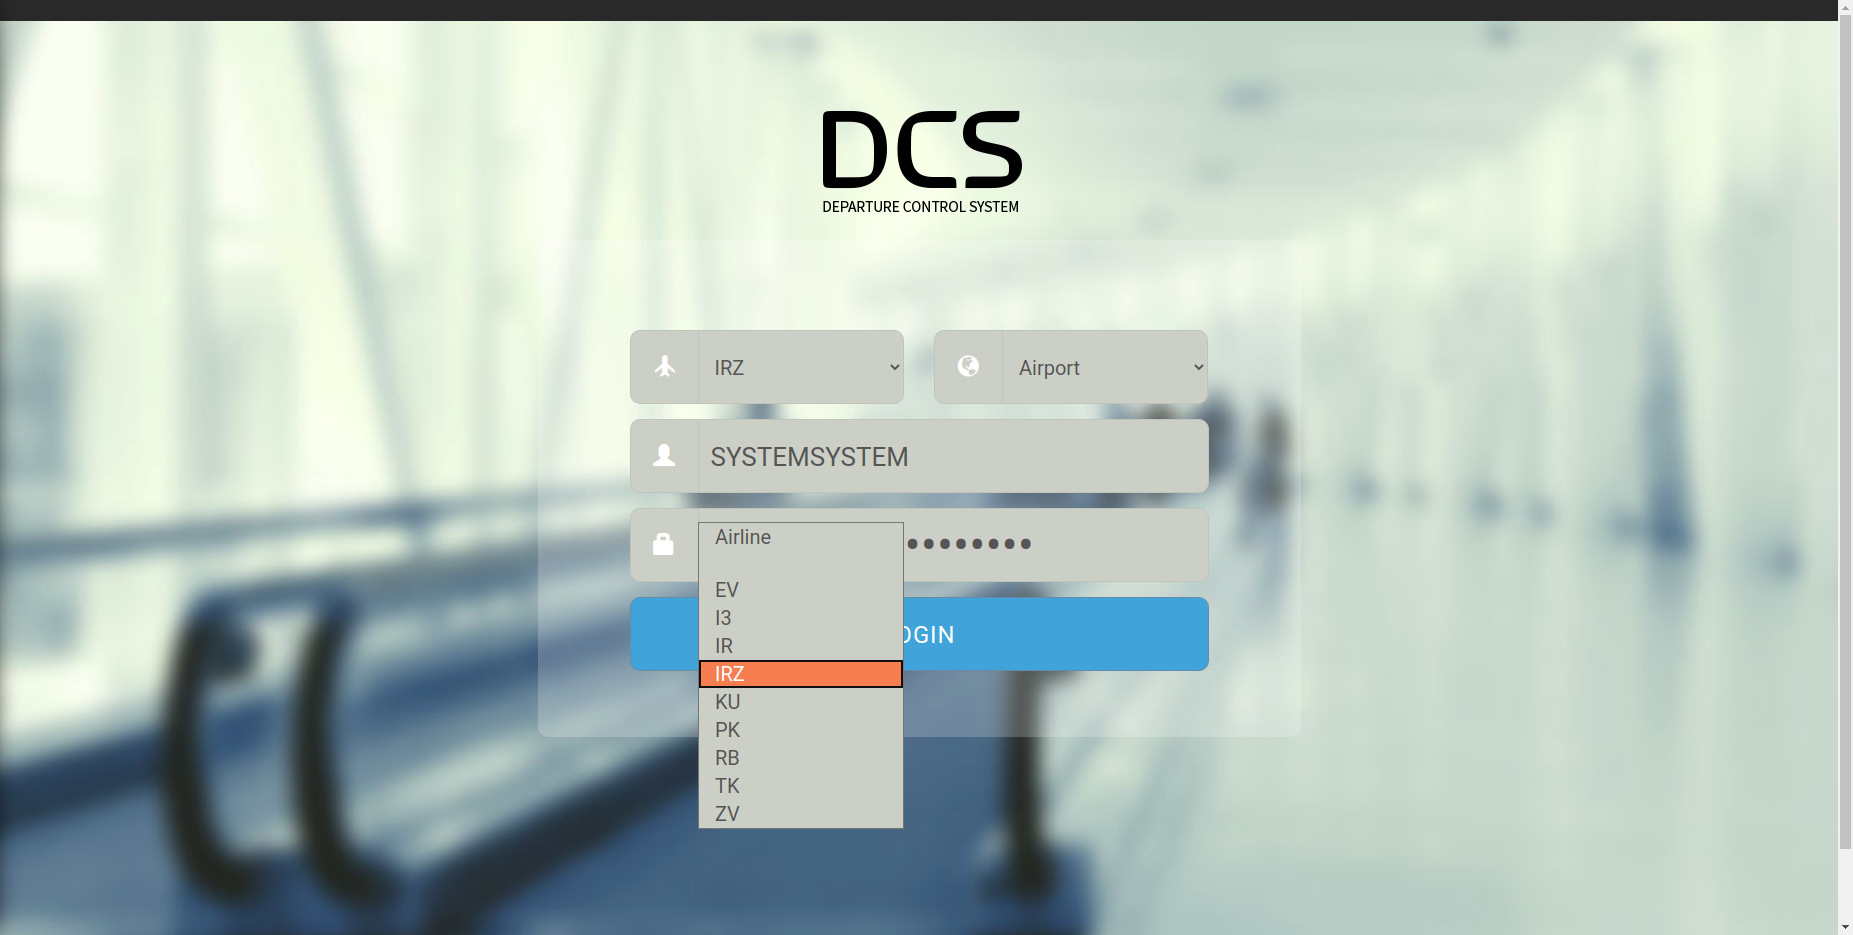 DCS
DEPARTURE CONTROL SYSTEM
IRZ
Airport
SYSTEMSYSTEM
Airline
EV
I3
IR
IRZ
KU
PK
RB
TK
ZV
OGIN